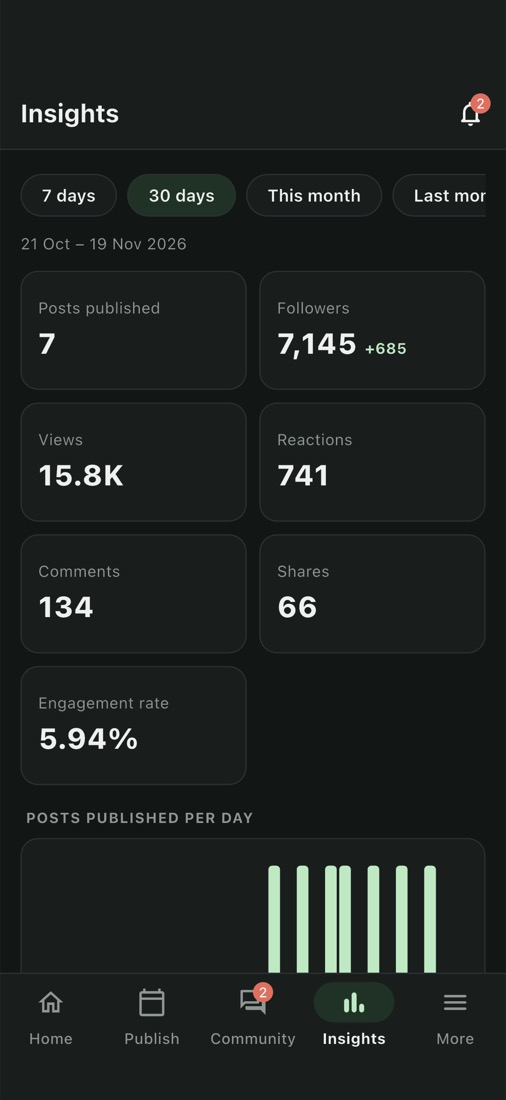 Insights
2
7 days
30 days
This month
Last mor
21 Oct – 19 Nov 2026
Posts published
7
Followers
7,145 +685
Views
15.8K
Reactions
741
Comments
134
Shares
66
Engagement rate
5.94%
POSTS PUBLISHED PER DAY
2
Home
Publish
Community
Insights
More